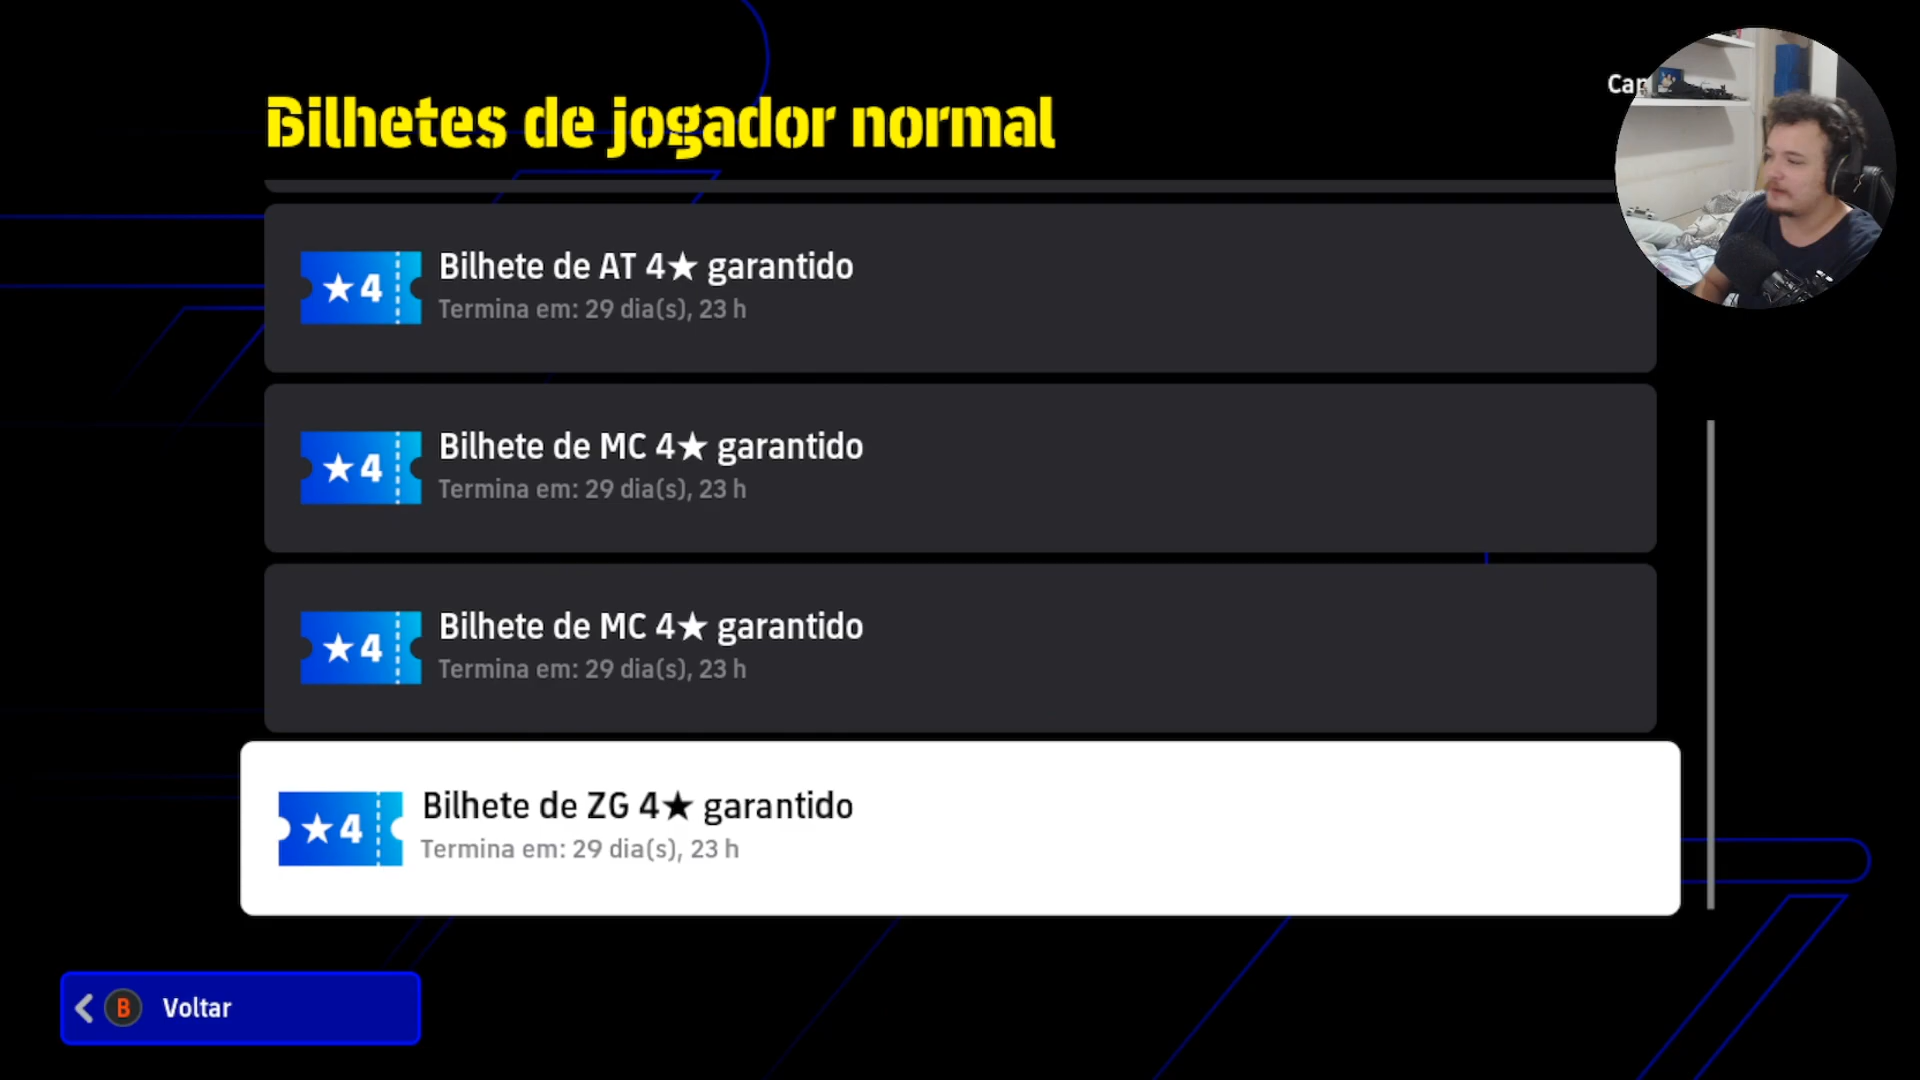 Bilhetes de jogador normal
★4
Bilhete de AT 4★ garantido
Termina em: 29 dia(s), 23 h
★4
Bilhete de MC 4★ garantido
Termina em: 29 dia(s), 23 h
★4
Bilhete de MC 4★ garantido
Termina em: 29 dia(s), 23 h
★4
Bilhete de ZG 4★ garantido
Termina em: 29 dia(s), 23 h
B Voltar